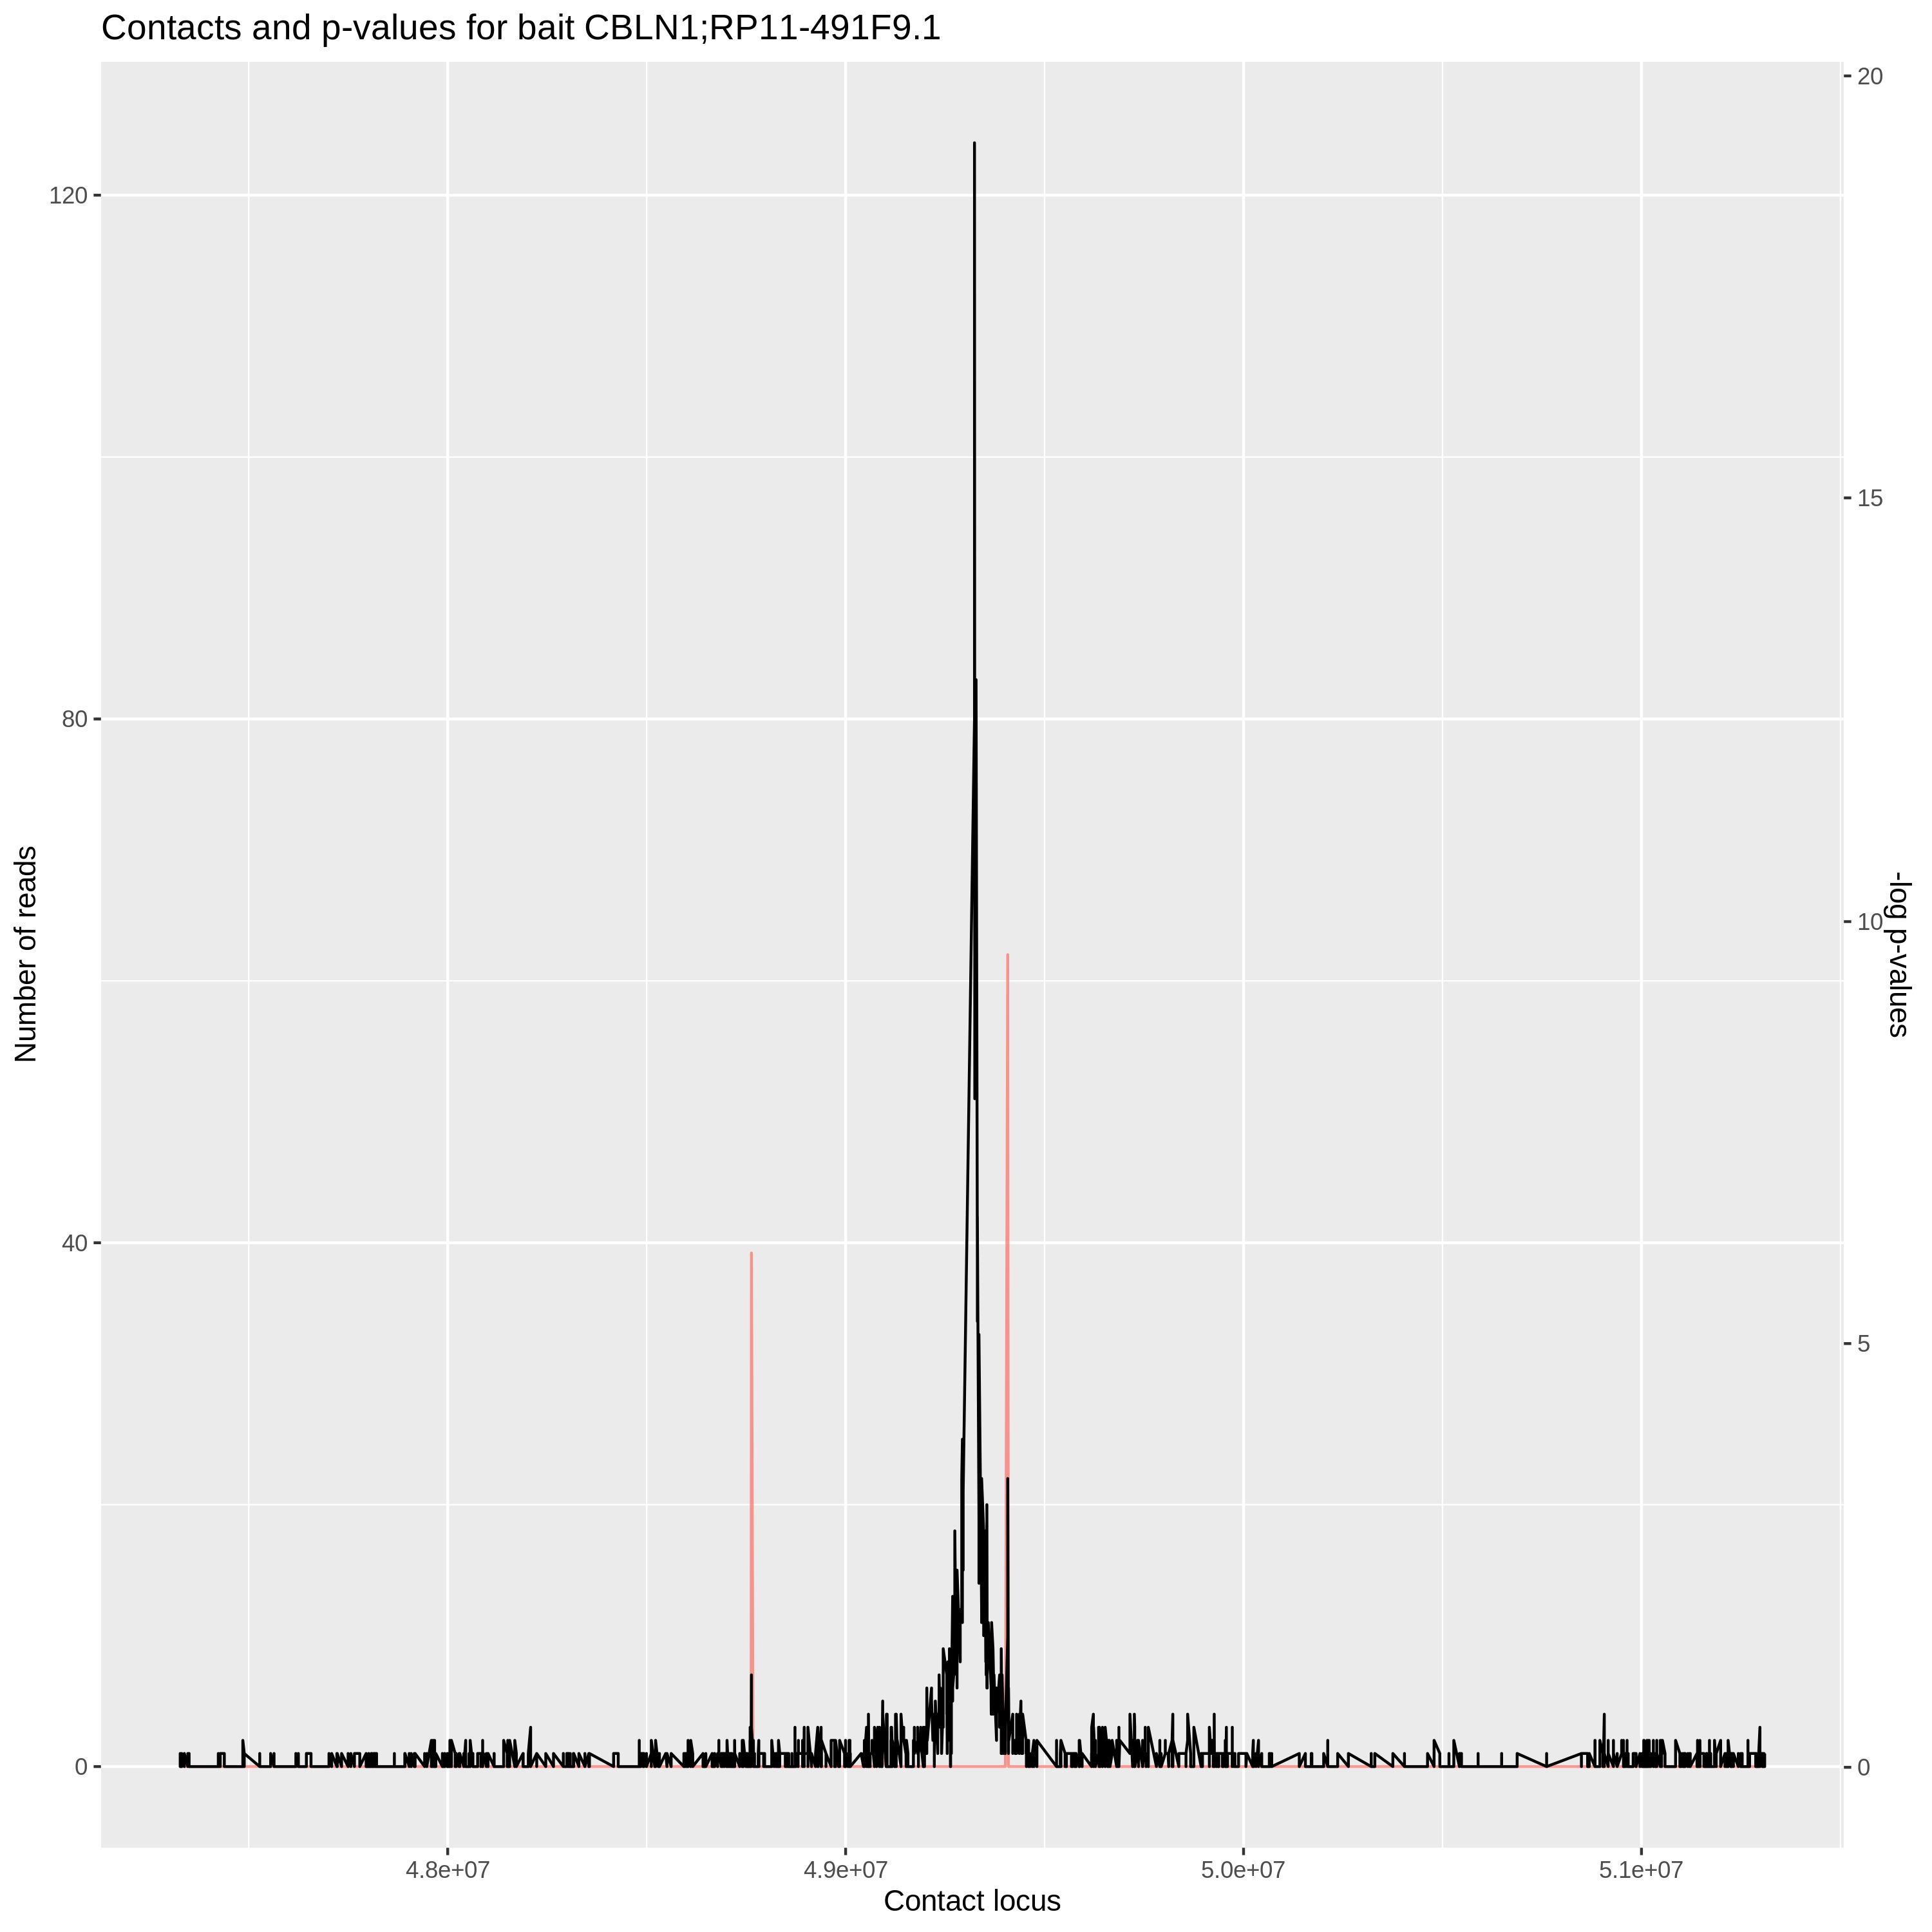 Contacts and p-values for bait CBLN1;RP11-491F9.1
20
120
15
80
Number of reads
10
-log p-values
40
5
0
0
4.8e+07
4.9e+07
5.0e+07
5.1e+07
Contact locus